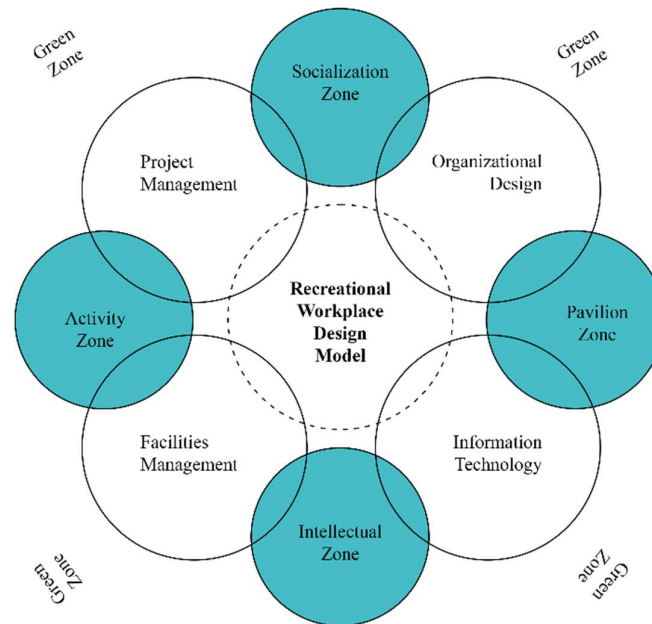 Green
Zone
Green
Zone
Socialization
Zone
Project
Management
Organizational
Design
Recreational
Workplace
Design
Model
Activity
Zone
Pavilion
Zone
Facilities
Management
Information
Technology
Intellectual
Zone
Green
Zone
Green
Zone